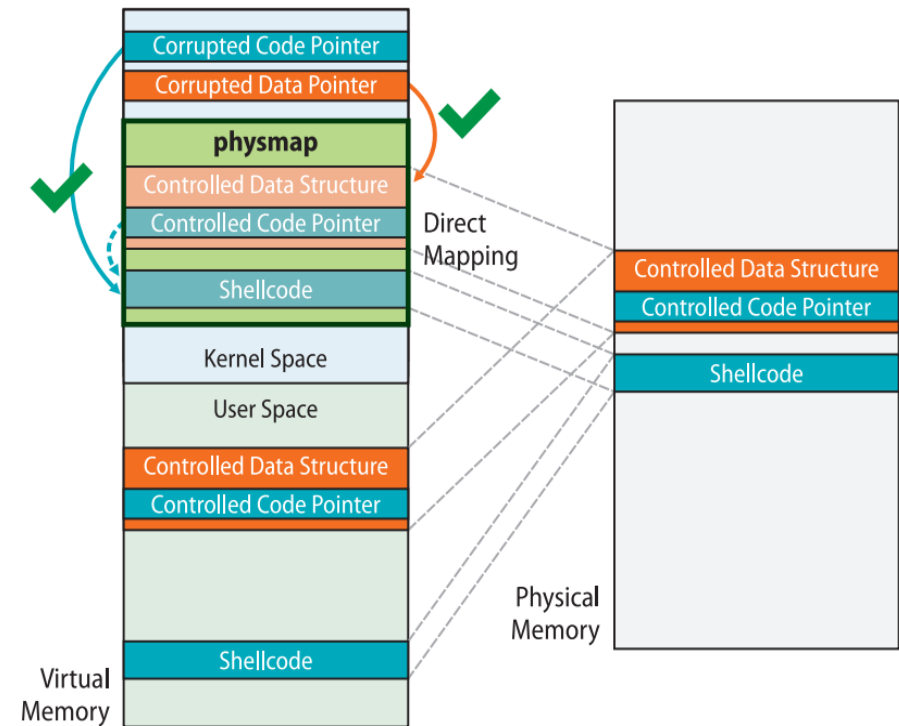 Corrupted Code Pointer
Corrupted Data Pointer
physmap
Controlled Data Structure
Controlled Code Pointer
Shellcode
Direct
Mapping
Kernel Space
User Space
Controlled Data Structure
Controlled Code Pointer
Shellcode
Virtual
Memory
Controlled Data Structure
Controlled Code Pointer
Shellcode
Physical
Memory